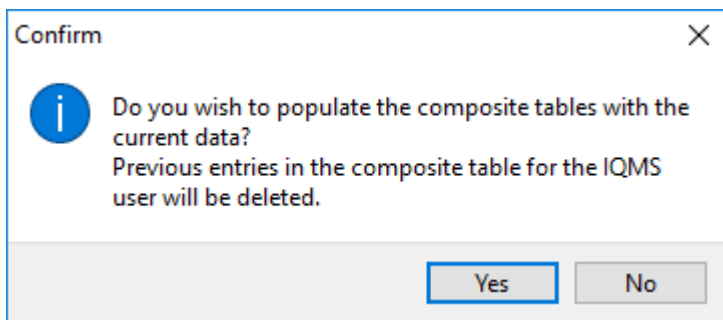 Confirm
Do you wish to populate the composite tables with the
current data?
Previous entries in the composite table for the IQMS
user will be deleted.
Yes No